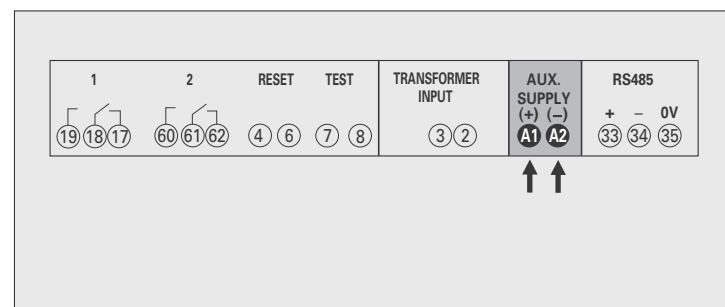 1 2 RESET TEST TRANSFORMER INPUT AUX. SUPPLY RS485
(+) (–) + – 0V
19 18 17 60 61 62 4 6 7 8 3 2 A1 A2 33 34 35